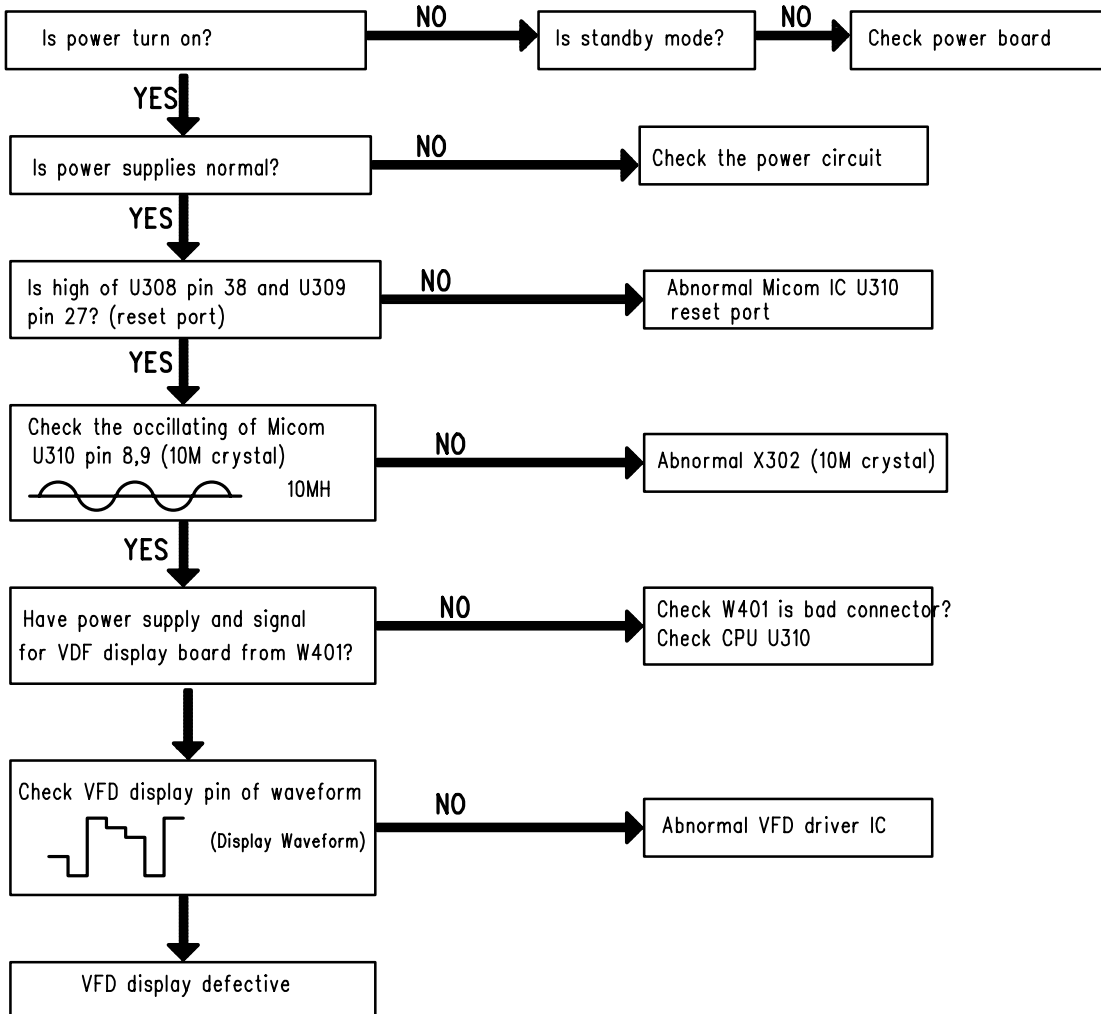 Is power turn on?
NO
Is standby mode?
NO
Check power board
YES
Is power supplies normal?
NO
Check the power circuit
YES
Is high of U308 pin 38 and U309
pin 27? (reset port)
NO
Abnormal Micom IC U310
reset port
YES
Check the occillating of Micom
U310 pin 8,9 (10M crystal)
10MH
NO
Abnormal X302 (10M crystal)
YES
Have power supply and signal
for VDF display board from W401?
NO
Check W401 is bad connector?
Check CPU U310
Check VFD display pin of waveform
(Display Waveform)
NO
Abnormal VFD driver IC
VFD display defective